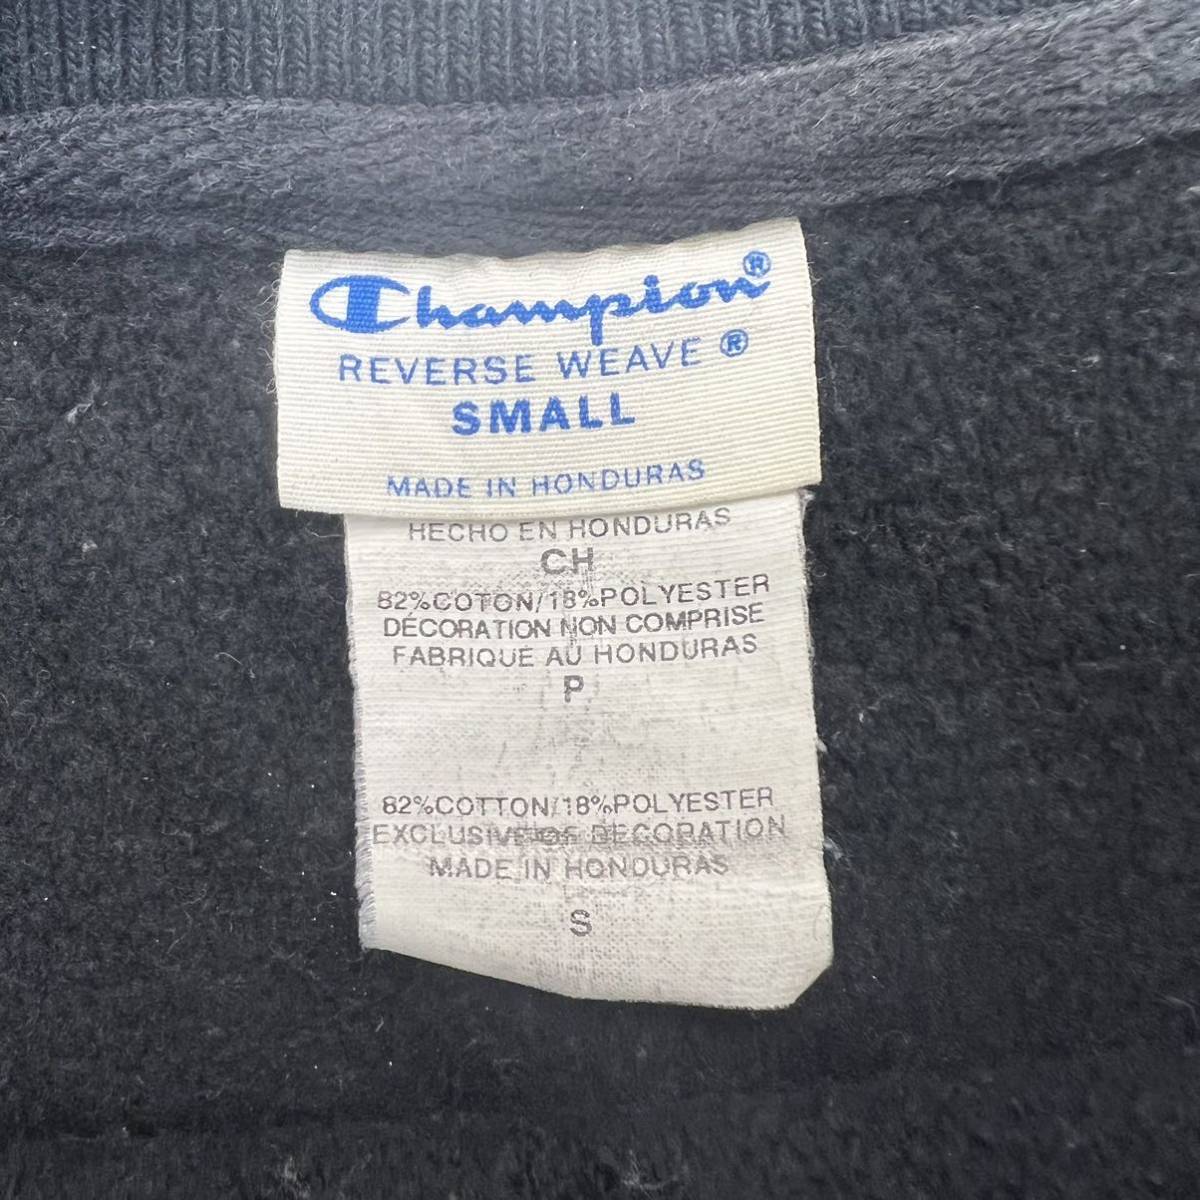 Champion®
REVERSE WEAVE ®
SMALL
MADE IN HONDURAS
HECHO EN HONDURAS
CH
82%COTON/18%POLYESTER
DÉCORATION NON COMPRISE
FABRIQUÉ AU HONDURAS
P
82%COTTON/18%POLYESTER
EXCLUSIVE OF DECORATION
MADE IN HONDURAS
S